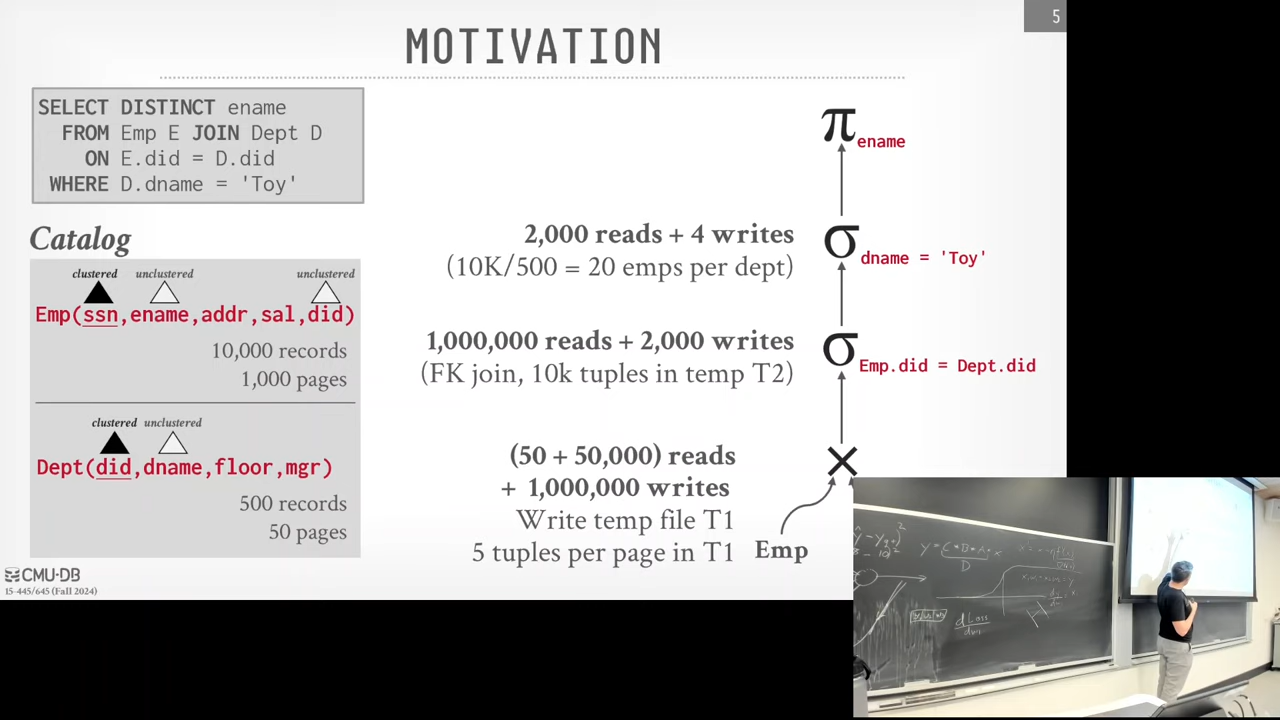 5
MOTIVATION
SELECT DISTINCT ename
FROM Emp E JOIN Dept D
ON E.did = D.did
WHERE D.dname = 'Toy'
Catalog
clustered unclustered unclustered
Emp(ssn,ename,addr,sal,did)
10,000 records
1,000 pages
clustered unclustered
Dept(did,dname,floor,mgr)
500 records
50 pages
π ename
2,000 reads + 4 writes
(10K/500 = 20 emps per dept)
σ dname = 'Toy'
1,000,000 reads + 2,000 writes
(FK join, 10k tuples in temp T2)
σ Emp.did = Dept.did
(50 + 50,000) reads
+ 1,000,000 writes
Write temp file T1
5 tuples per page in T1
×
Emp
CMU·DB
15-445/645 (Fall 2024)
y = C * B * A * x
D
dLoss